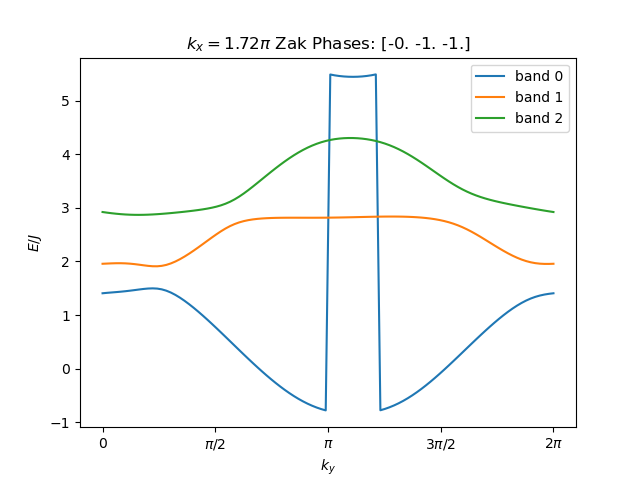 $k_x = 1.72\pi$ Zak Phases: [-0. -1. -1.]
band 0
band 1
band 2
E/J
5
4
3
2
1
0
−1
0
π/2
π
3π/2
2π
$k_y$